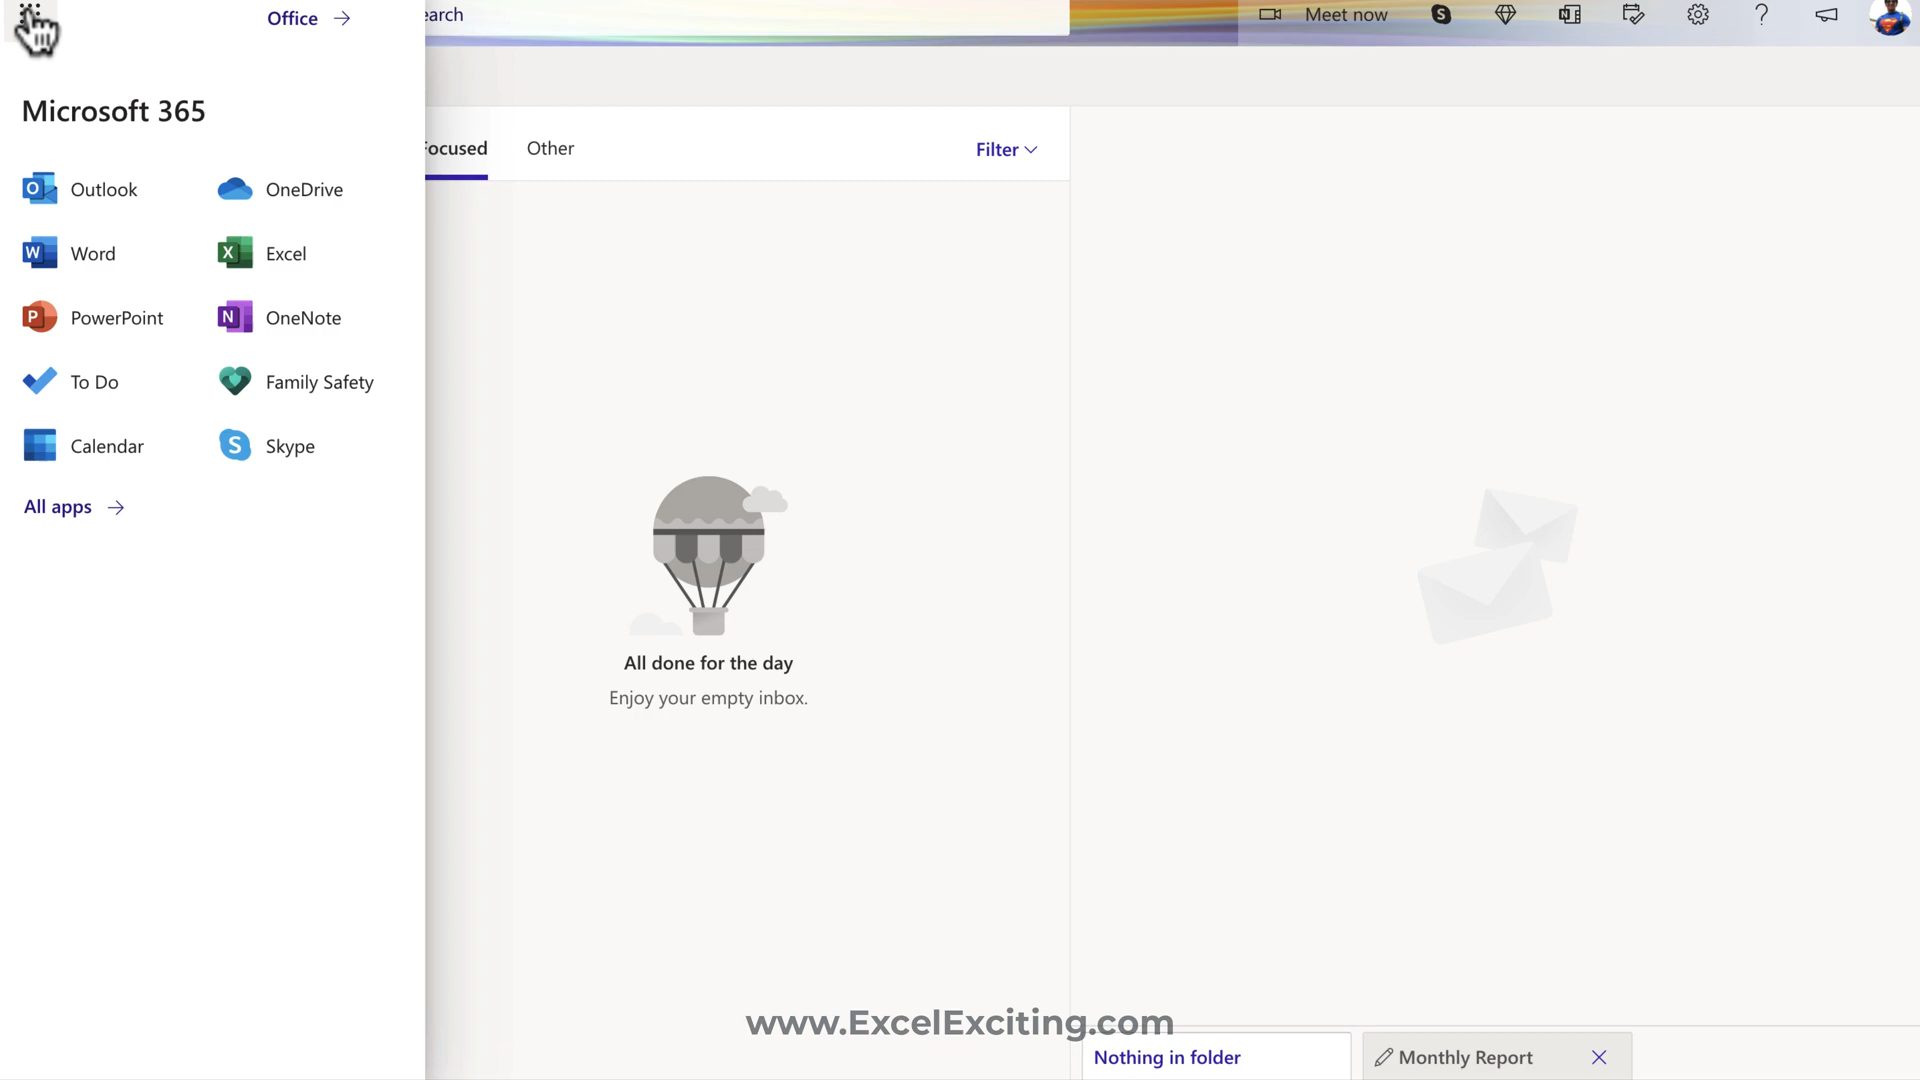 Office
earch
Meet now
Microsoft 365
Focused
Other
Filter
Outlook
OneDrive
Word
Excel
PowerPoint
OneNote
To Do
Family Safety
Calendar
Skype
All apps
All done for the day
Enjoy your empty inbox.
www.ExcelExciting.com
Nothing in folder
Monthly Report